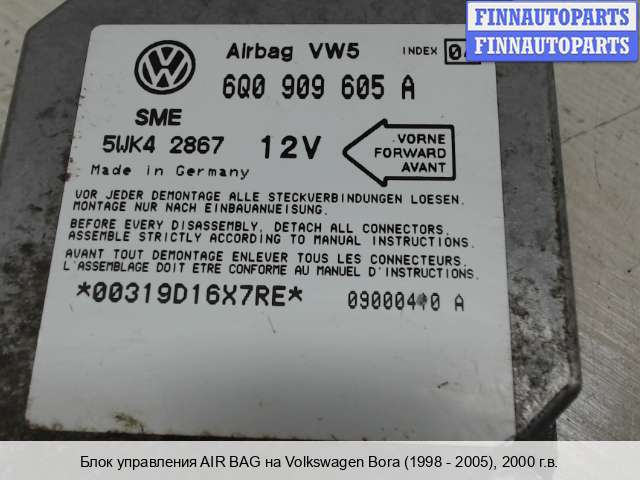 FINNAUTOPARTS
FINNAUTOPARTS
Airbag VW5 INDEX
6Q0 909 605 A
SME
5WK4 2867 12V
VORNE
FORWARD
AVANT
Made in Germany
VOR JEDER DEMONTAGE ALLE STECKVERBINDUNGEN LOESEN.
MONTAGE NUR NACH EINBAUANWEISUNG.
BEFORE EVERY DISASSEMBLY, DETACH ALL CONNECTORS.
ASSEMBLE STRICTLY ACCORDING TO MANUAL INSTRUCTIONS.
AVANT TOUT DEMONTAGE ENLEVER TOUS LES CONNECTEURS.
L'ASSEMBLAGE DOIT ETRE CONFORME AU MANUEL D'INSTRUCTIONS.
*00319D16X7RE* A
Блок управления AIR BAG на Volkswagen Bora (1998 - 2005), 2000 г.в.